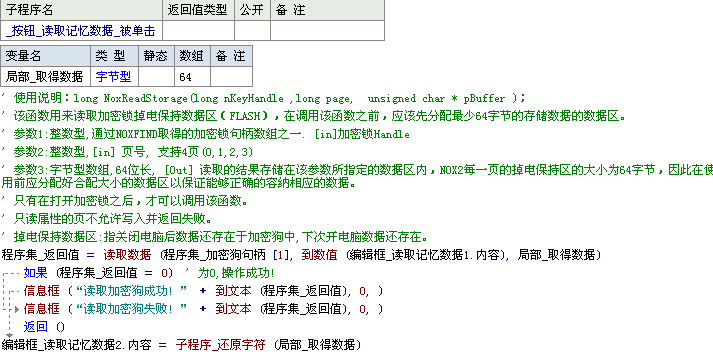 子程序名 返回值类型 公开 备 注
_按钮_读取记忆数据_被单击
变量名 类 型 静态 数组 备 注
局部_取得数据 字节型 64
' 使用说明：long NoxReadStorage(long nKeyHandle ,long page,  unsigned char * pBuffer );
' 该函数用来读取加密锁掉电保持数据区（FLASH），在调用该函数之前，应该先分配最少64字节的存储数据的数据区。
' 参数1:整数型,通过NOXFIND取得的加密锁句柄数组之一. [in]加密锁Handle
' 参数2:整数型,[in] 页号, 支持4页(0,1,2,3)
' 参数3:字节型数组,64位长, [Out] 读取的结果存储在该参数所指定的数据区内，NOX2每一页的掉电保持区的大小为64字节，因此在使
用前应分配好合配大小的数据区以保证能够正确的容纳相应的数据。
' 只有在打开加密锁之后，才可以调用该函数。
' 只读属性的页不允许写入并返回失败。
' 掉电保持数据区:指关闭电脑后数据还存在于加密狗中,下次开电脑数据还存在。
程序集_返回值 = 读取数据 (程序集_加密狗句柄 [1], 到数值 (编辑框_读取记忆数据1.内容), 局部_取得数据)
如果 (程序集_返回值 = 0) ' 为0,操作成功!
信息框 (“读取加密狗成功! ” + 到文本 (程序集_返回值), 0, )
信息框 (“读取加密狗失败! ” + 到文本 (程序集_返回值), 0, )
返回 ()
编辑框_读取记忆数据2.内容 = 子程序_还原字符 (局部_取得数据)